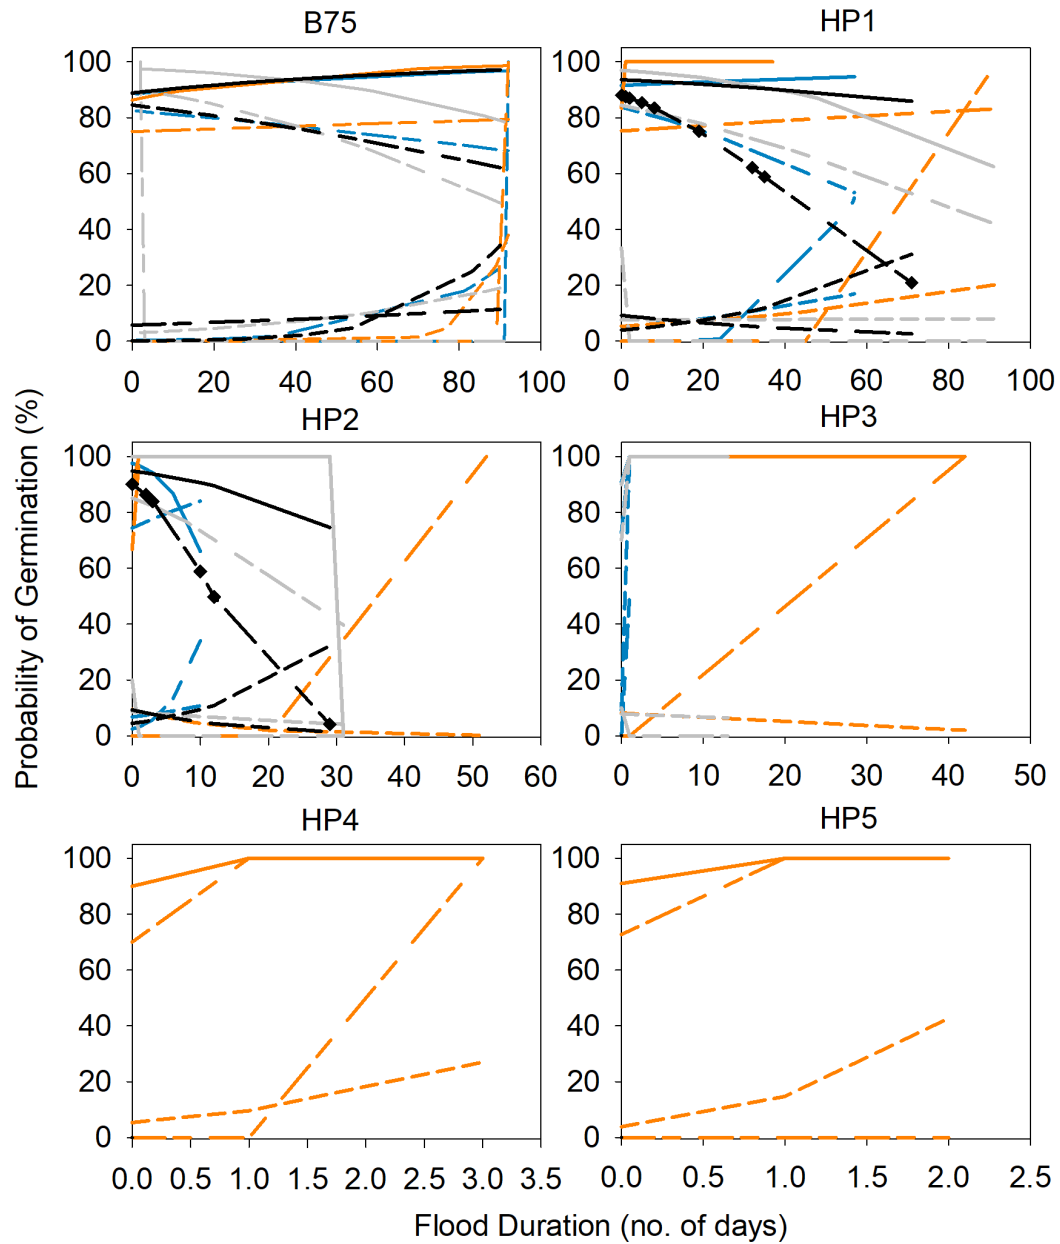 B75
HP1
100
80
60
40
20
0
0 20 40 60 80 100
100
80
60
40
20
0
0 20 40 60 80 100
HP2
HP3
100
80
60
40
20
0
0 10 20 30 40 50 60
100
80
60
40
20
0
0 10 20 30 40 50
Probability of Germination (%)
HP4
HP5
100
80
60
40
20
0
0.0 0.5 1.0 1.5 2.0 2.5 3.0 3.5
100
80
60
40
20
0
0.0 0.5 1.0 1.5 2.0 2.5
Flood Duration (no. of days)